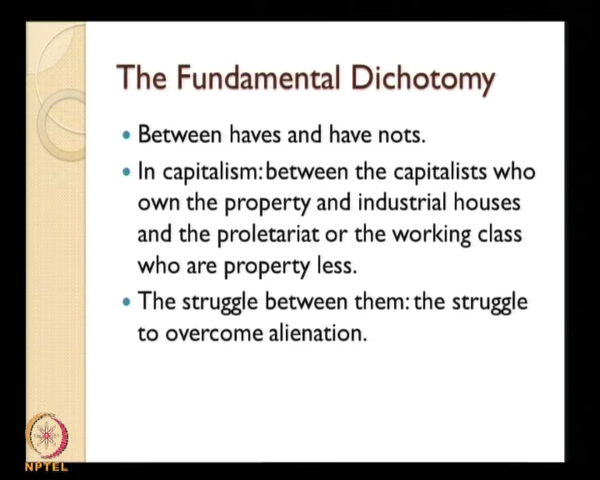 The Fundamental Dichotomy
• Between haves and have nots.
• In capitalism: between the capitalists who
own the property and industrial houses
and the proletariat or the working class
who are property less.
• The struggle between them: the struggle
to overcome alienation.
NPTEL